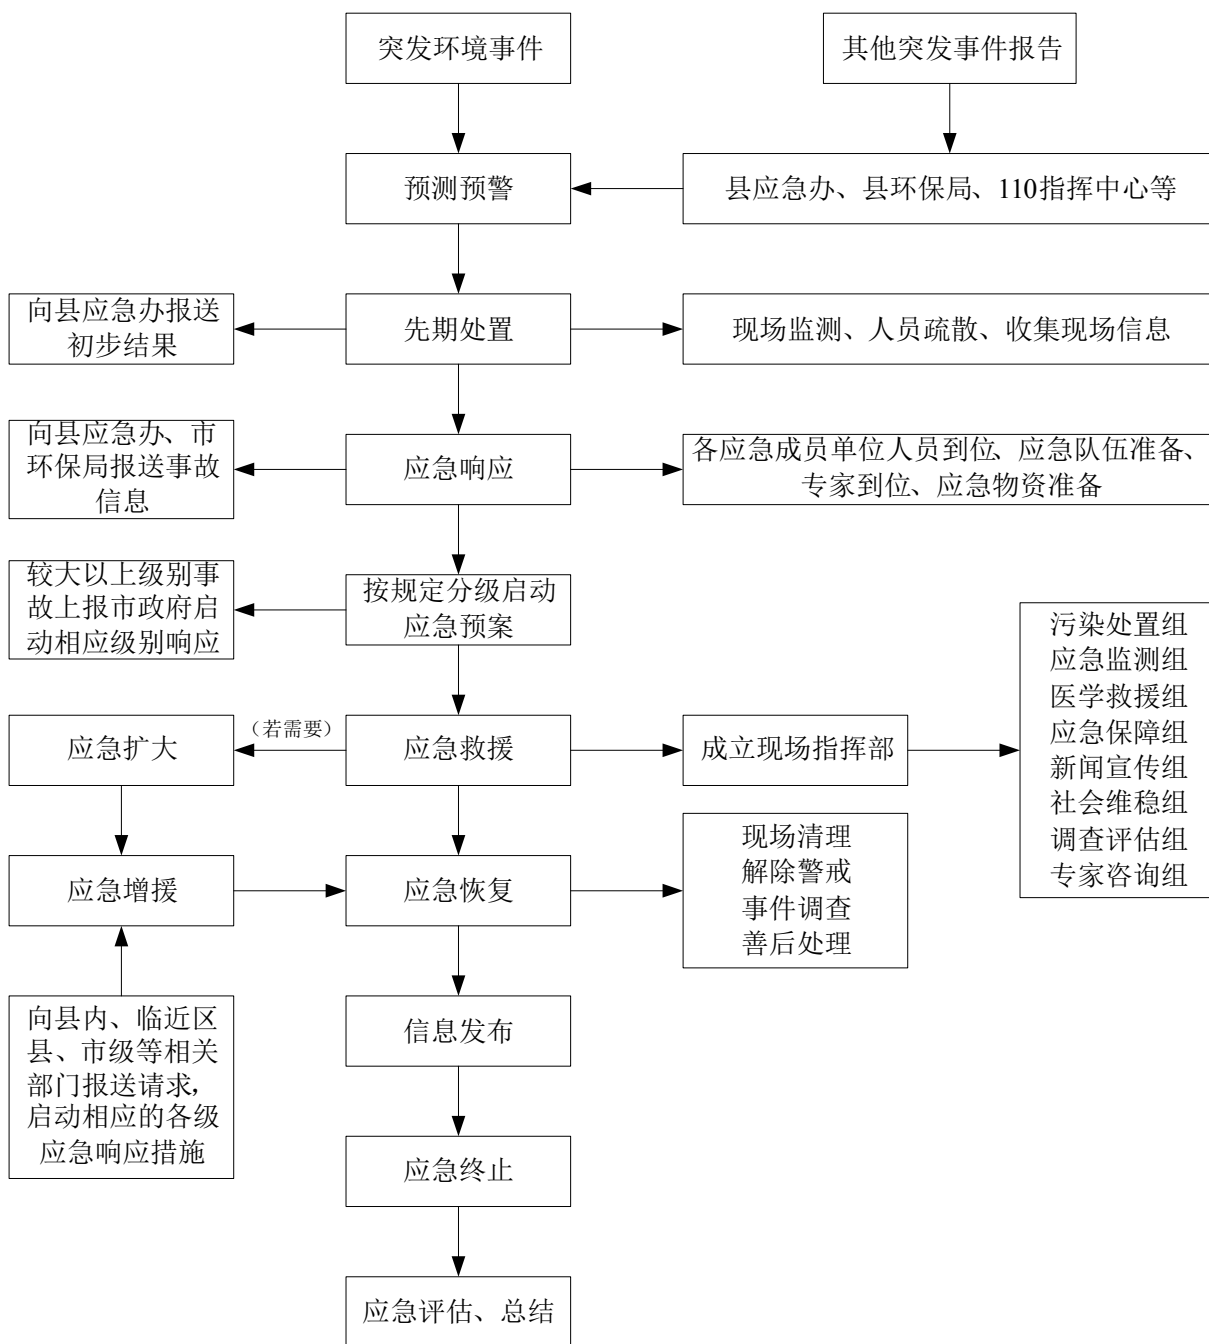 突发环境事件
其他突发事件报告
预测预警
县应急办、县环保局、110指挥中心等
向县应急办报送
初步结果
先期处置
现场监测、人员疏散、收集现场信息
向县应急办、市
环保局报送事故
信息
应急响应
各应急成员单位人员到位、应急队伍准备、
专家到位、应急物资准备
较大以上级别事
故上报市政府启
动相应级别响应
按规定分级启动
应急预案
污染处置组
应急监测组
医学救援组
应急保障组
新闻宣传组
社会维稳组
调查评估组
专家咨询组
应急扩大
（若需要）
应急救援
成立现场指挥部
应急增援
应急恢复
现场清理
解除警戒
事件调查
善后处理
向县内、临近区
县、市级等相关
部门报送请求，
启动相应的各级
应急响应措施
信息发布
应急终止
应急评估、总结